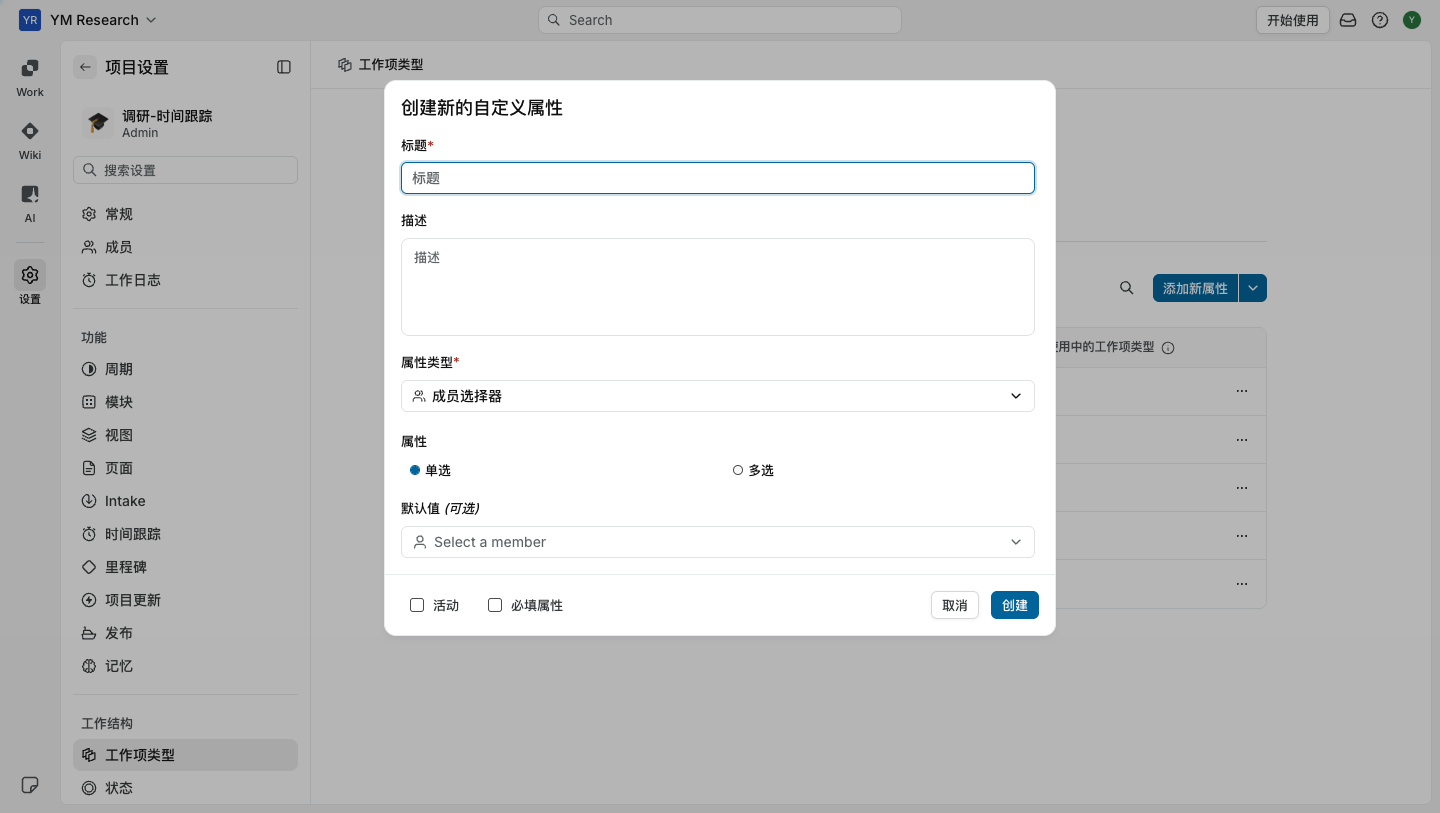 YR YM Research
Search
开始使用
Y
Work
Wiki
AI
设置
项目设置
调研-时间跟踪
Admin
搜索设置
常规
成员
工作日志
功能
周期
模块
视图
页面
Intake
时间跟踪
里程碑
项目更新
发布
记忆
工作结构
工作项类型
状态
工作项类型
添加新属性
用中的工作项类型
创建新的自定义属性
标题*
标题
描述
描述
属性类型*
成员选择器
属性
单选 多选
默认值 (可选)
Select a member
活动 必填属性 取消 创建